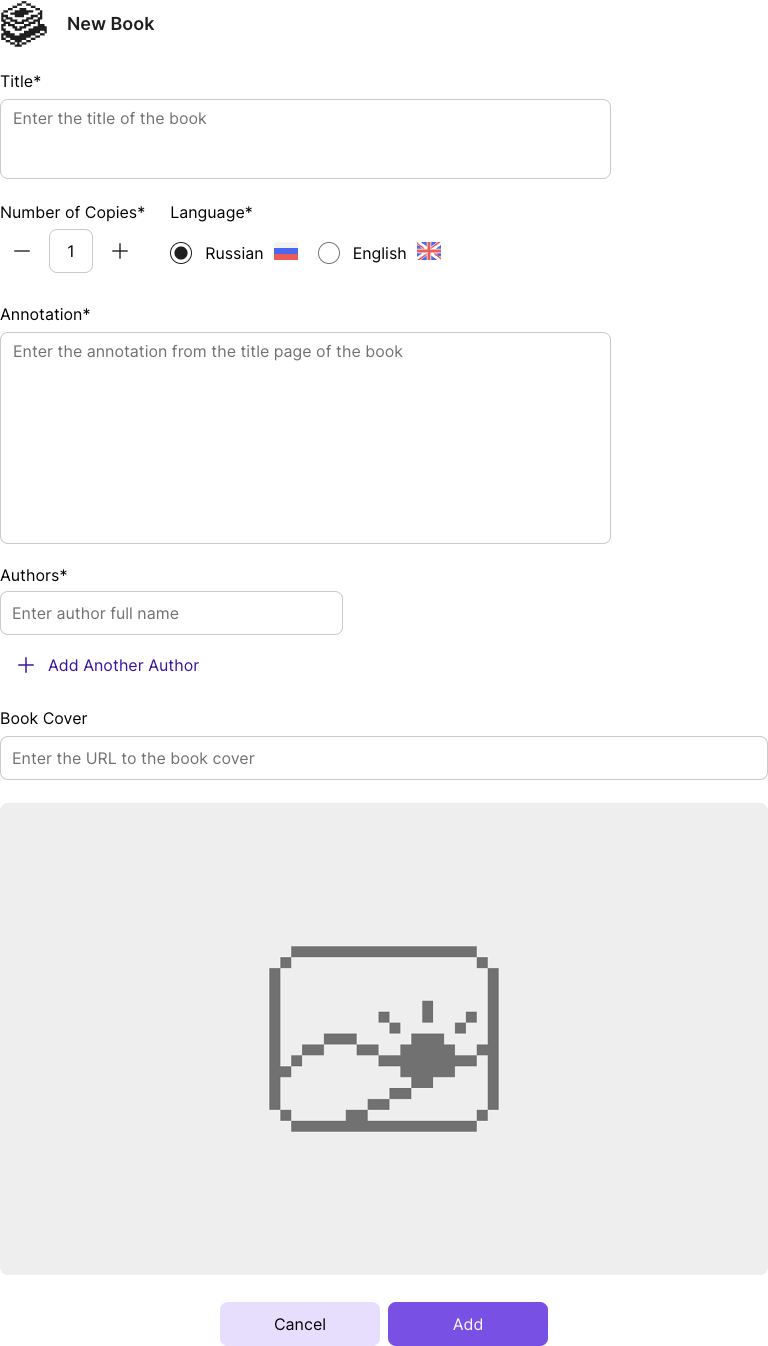 New Book
Title*
Enter the title of the book
Number of Copies* Language*
1 Russian English
Annotation*
Enter the annotation from the title page of the book
Authors*
Enter author full name
Add Another Author
Book Cover
Enter the URL to the book cover
Cancel Add